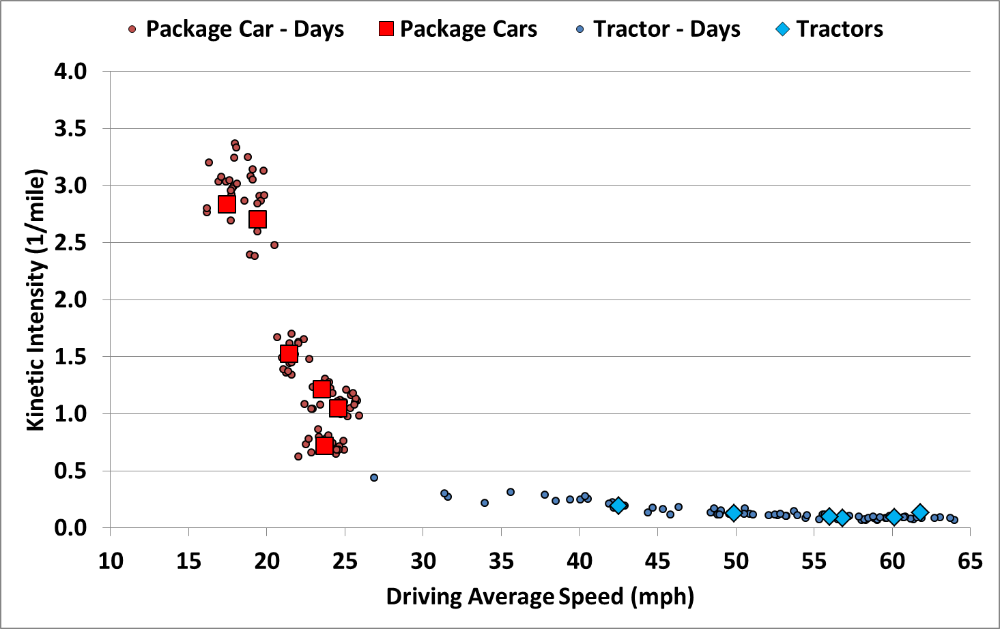 Package Car - Days Package Cars Tractor - Days Tractors
4.0
3.5
3.0
2.5
2.0
1.5
1.0
0.5
0.0
Kinetic Intensity (1/mile)
10 15 20 25 30 35 40 45 50 55 60 65
Driving Average Speed (mph)